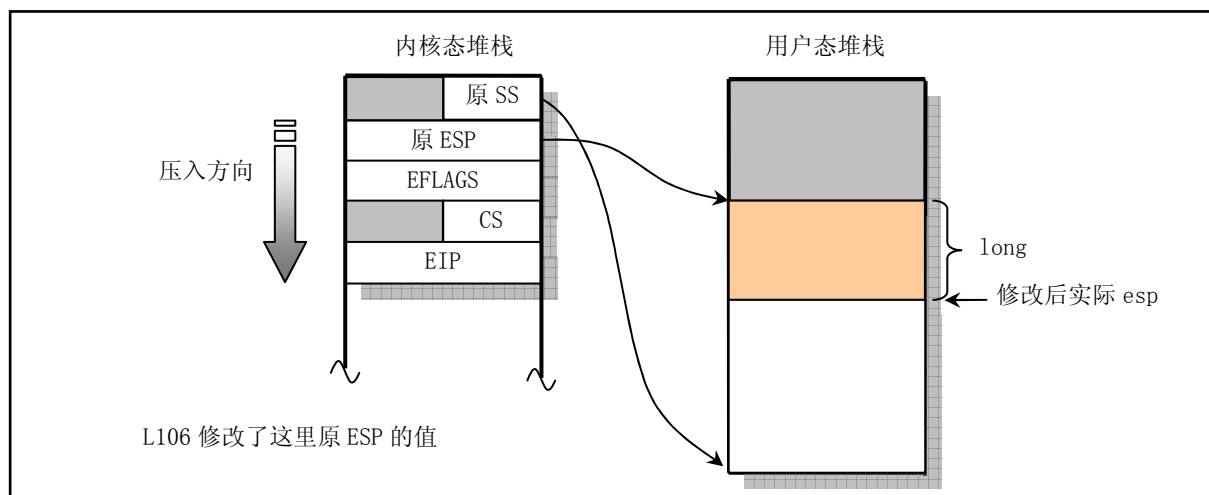 内核态堆栈
用户态堆栈
原 SS
原 ESP
压入方向
EFLAGS
CS
EIP
long
修改后实际 esp
L106 修改了这里原 ESP 的值